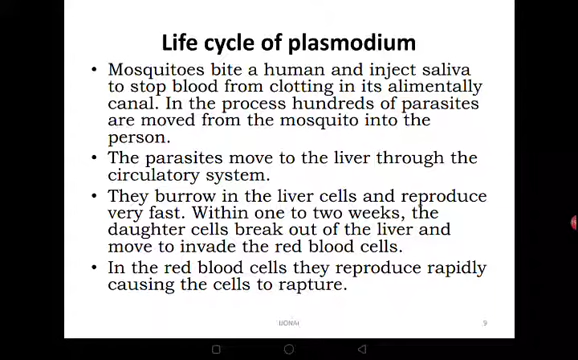 Life cycle of plasmodium
• Mosquitoes bite a human and inject saliva
to stop blood from clotting in its alimentally
canal. In the process hundreds of parasites
are moved from the mosquito into the
person.
• The parasites move to the liver through the
circulatory system.
• They burrow in the liver cells and reproduce
very fast. Within one to two weeks, the
daughter cells break out of the liver and
move to invade the red blood cells.
• In the red blood cells they reproduce rapidly
causing the cells to rapture.
9